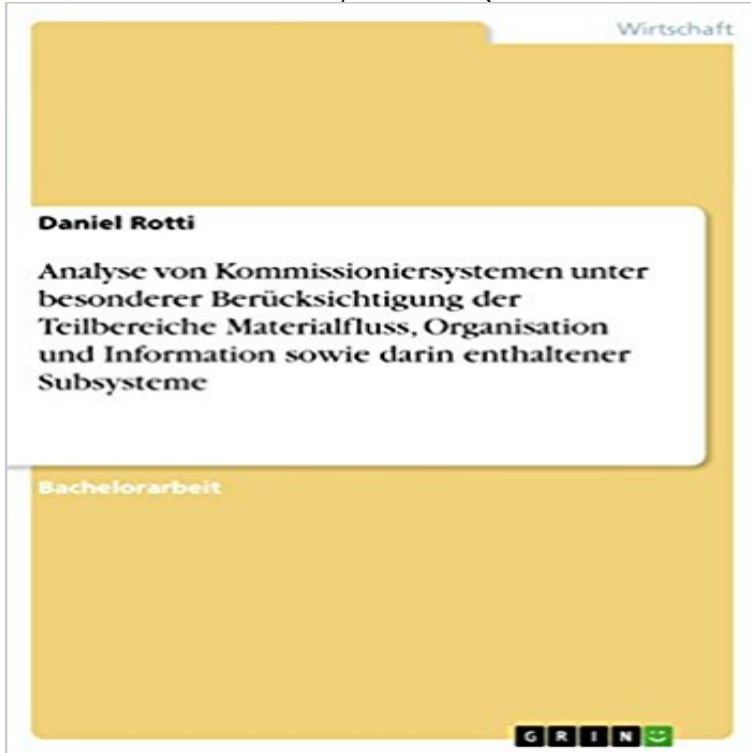 Wirtschaft
Daniel Rotti
Analyse von Kommissioniersystemen unter
besonderer Berücksichtigung der
Teilbereiche Materialfluss, Organisation
und Information sowie darin enthaltener
Subsysteme
Bachelorarbeit
GRIN